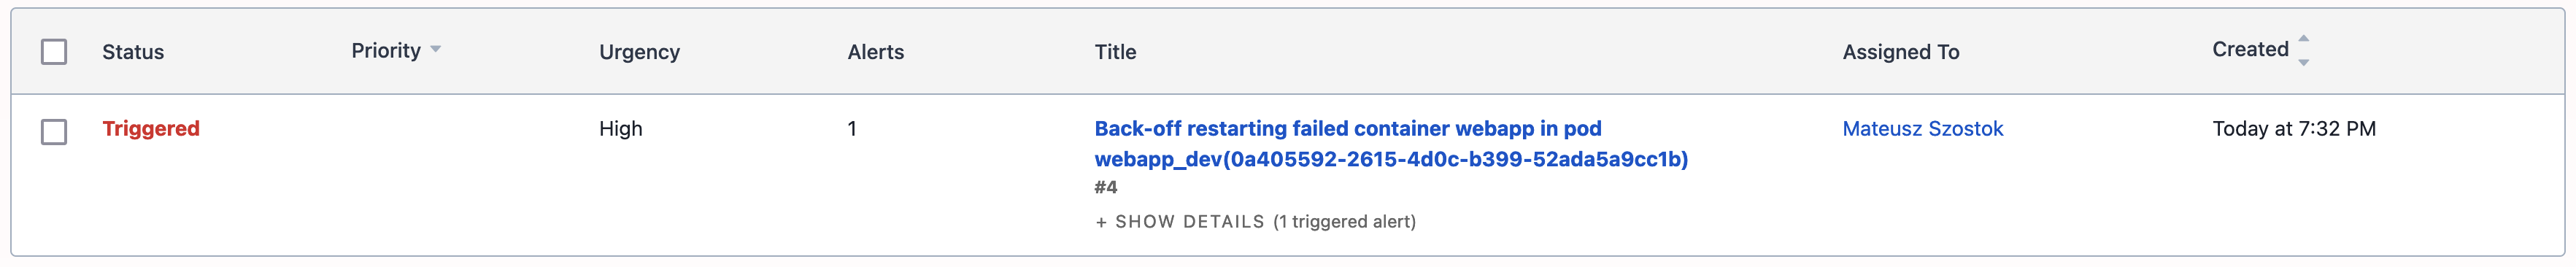 Status Priority Urgency Alerts Title Assigned To Created
Triggered High 1 Back-off restarting failed container webapp in pod Mateusz Szostok Today at 7:32 PM
webapp_dev(0a405592-2615-4d0c-b399-52ada5a9cc1b)
#4
+ SHOW DETAILS (1 triggered alert)